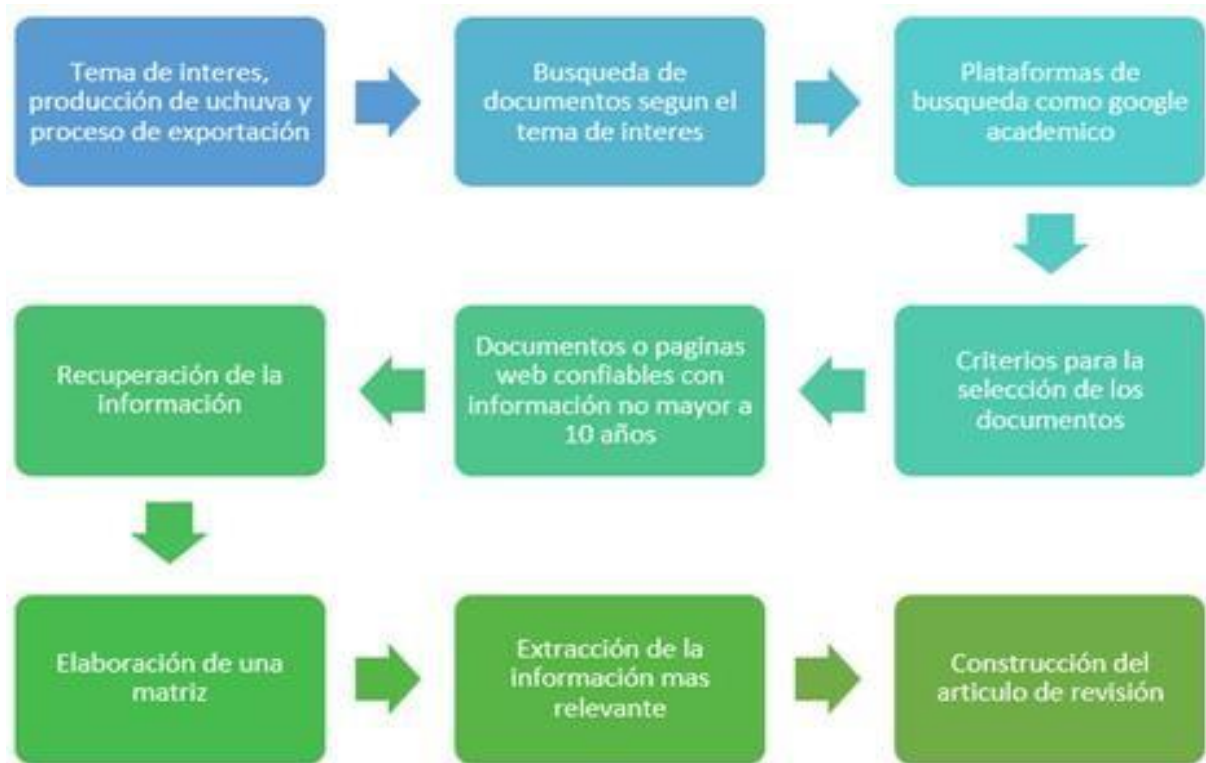 Tema de interes,
producción de uchuva y
proceso de exportación
Busqueda de
documentos segun el
tema de interes
Plataformas de
busqueda como google
academico
Criterios para la
selección de los
documentos
Documentos o paginas
web confiables con
información no mayor a
10 años
Recuperación de la
información
Elaboración de una
matriz
Extracción de la
información mas
relevante
Construcción del
articulo de revisión